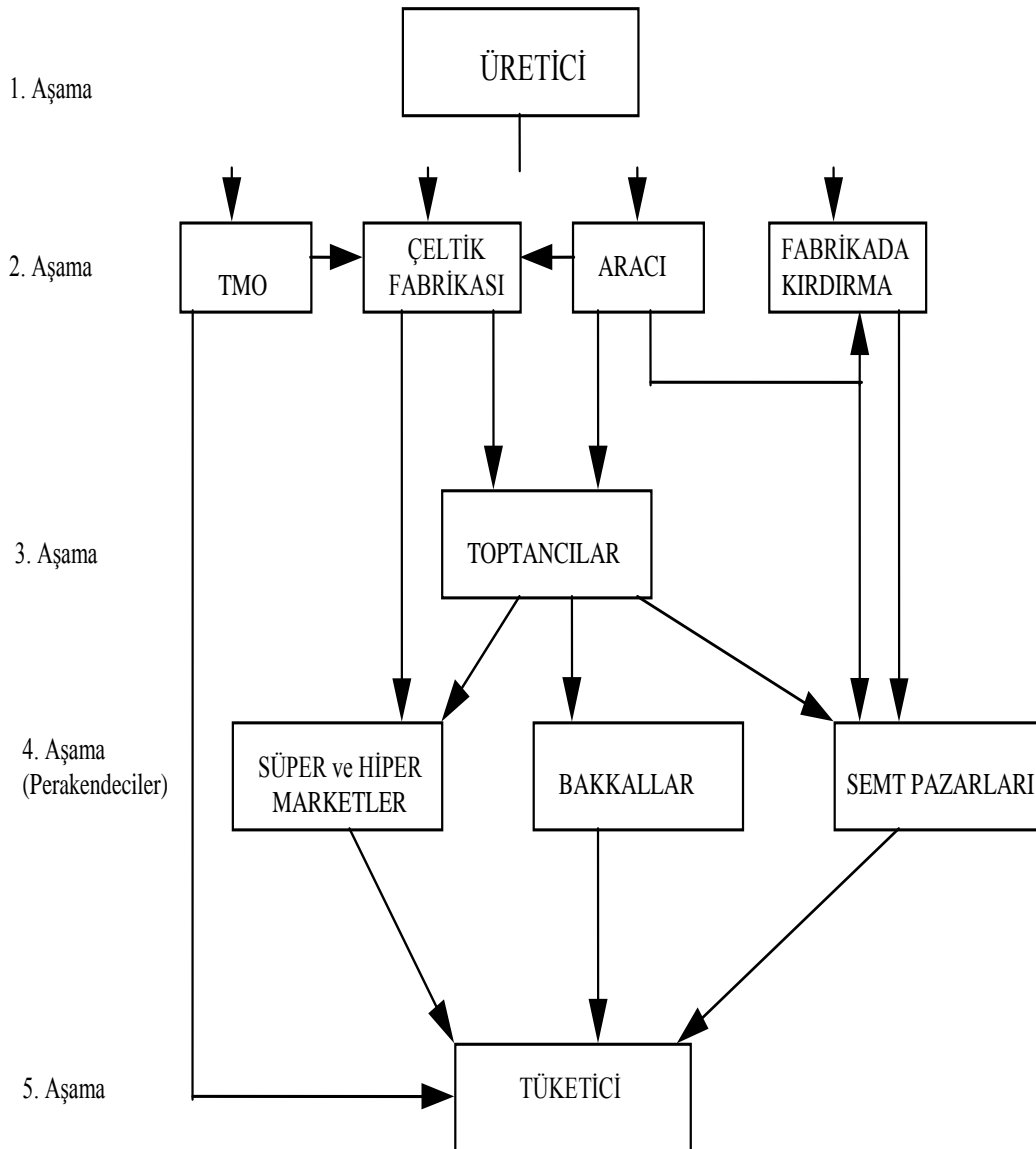 ÜRETİCİ
1. Aşama
2. Aşama
TMO
ÇELTİK
FABRİKASI
ARACI
FABRİKADA
KIRDIRMA
3. Aşama
TOPTANCILAR
4. Aşama
(Perakendeciler)
SÜPER ve HİPER
MARKETLER
BAKKALLAR
SEMT PAZARLARI
5. Aşama
TÜKETİCİ